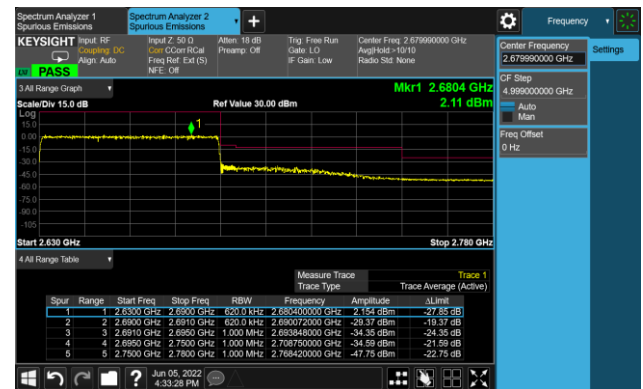 Spectrum Analyzer 1
Spurious Emissions
Spectrum Analyzer 2
Spurious Emissions
Frequency
KEYSIGHT
Input: RF
Coupling: DC
Align: Auto
Input Z: 50 Ω
Corr CCorr RCal
Freq Ref: Ext (S)
NFE: Off
Atten: 18 dB
Preamp: Off
Trig: Free Run
Gate: LO
IF Gain: Low
Center Freq: 2.679990000 GHz
Avg|Hold:>10/10
Radio Std: None
PASS
Center Frequency
2.679990000 GHz
Settings
CF Step
4.999000000 GHz
Auto
Man
Freq Offset
0 Hz
3 All Range Graph
Mkr1 2.6804 GHz
Scale/Div 15.0 dB
Ref Value 30.00 dBm
2.11 dBm
Log
15.0
0.00
-15.0
-30.0
-45.0
-60.0
-75.0
-90.0
-105
1
Start 2.630 GHz
Stop 2.780 GHz
4 All Range Table
Measure Trace Trace 1
Trace Type Trace Average (Active)
Spur Range Start Freq Stop Freq RBW Frequency Amplitude ΔLimit
1 1 2.6300 GHz 2.6900 GHz 620.0 kHz 2.680400000 GHz 2.154 dBm -27.85 dB
2 2 2.6900 GHz 2.6910 GHz 620.0 kHz 2.690072000 GHz -29.37 dBm -19.37 dB
3 3 2.6910 GHz 2.6950 GHz 1.000 MHz 2.693848000 GHz -34.35 dBm -24.35 dB
4 4 2.6950 GHz 2.7500 GHz 1.000 MHz 2.708750000 GHz -34.59 dBm -21.59 dB
5 5 2.7500 GHz 2.7800 GHz 1.000 MHz 2.768420000 GHz -47.75 dBm -22.75 dB
Jun 05, 2022
4:33:28 PM